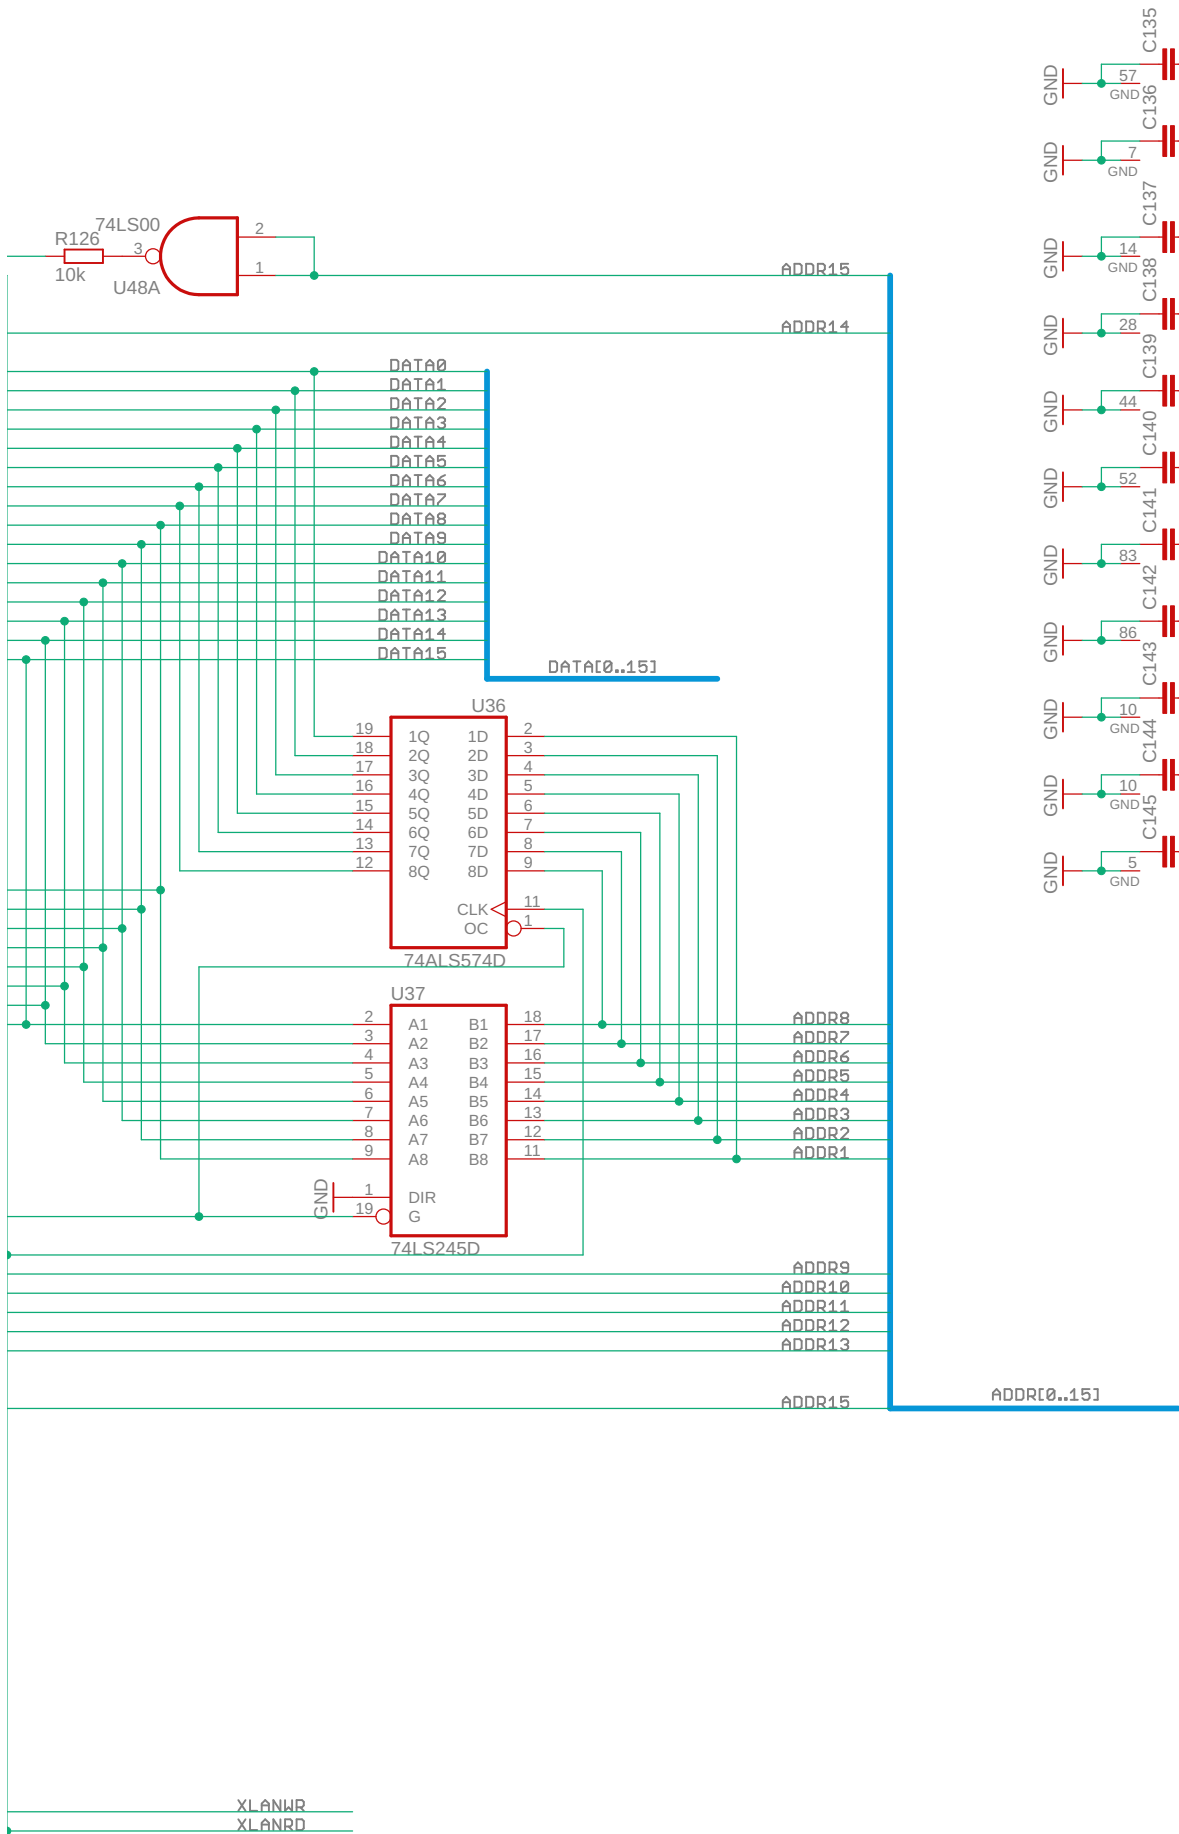 74LS00
R126
3
10k
U48A
2
1
ADDR15
ADDR14
DATA0
DATA1
DATA2
DATA3
DATA4
DATA5
DATA6
DATA7
DATA8
DATA9
DATA10
DATA11
DATA12
DATA13
DATA14
DATA15
DATA[0..15]
U36
19 1Q 1D 2
18 2Q 2D 3
17 3Q 3D 4
16 4Q 4D 5
15 5Q 5D 6
14 6Q 6D 7
13 7Q 7D 8
12 8Q 8D 9
CLK 11
OC 1
74ALS574D
U37
2 A1 B1 18 ADDR8
3 A2 B2 17 ADDR7
4 A3 B3 16 ADDR6
5 A4 B4 15 ADDR5
6 A5 B5 14 ADDR4
7 A6 B6 13 ADDR3
8 A7 B7 12 ADDR2
9 A8 B8 11 ADDR1
GND
1 DIR
19 G
74LS245D
ADDR9
ADDR10
ADDR11
ADDR12
ADDR13
ADDR15
ADDR[0..15]
XLANWR
XLANRD
C135
GND 57
GND
C136
GND 7
GND
C137
GND 14
GND
C138
GND 28
C139
GND 44
C140
GND 52
C141
GND 83
C142
GND 86
C143
GND 10
GND
C144
GND 10
GND
C145
GND 5
GND